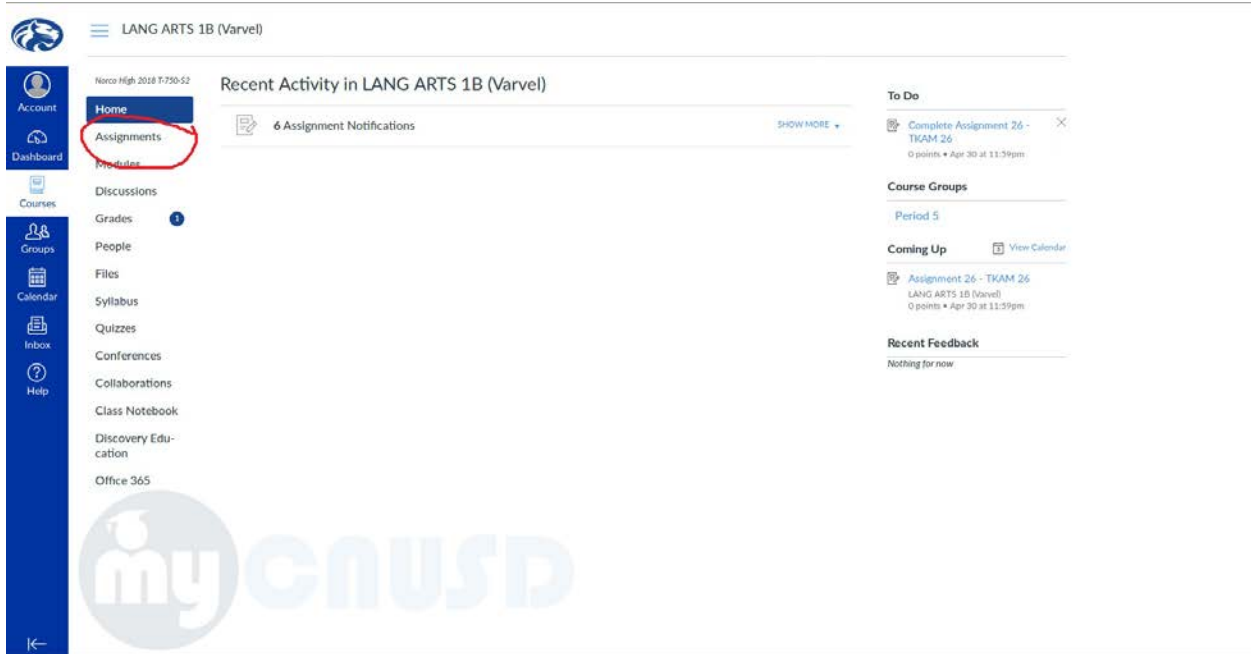 LANG ARTS 1B (Varvel)
Account
Dashboard
Courses
Groups
Calendar
Inbox
Help
Norco High 2018 T-750-S2
Home
Assignments
Modules
Discussions
Grades 1
People
Files
Syllabus
Quizzes
Conferences
Collaborations
Class Notebook
Discovery Edu-
cation
Office 365
Recent Activity in LANG ARTS 1B (Varvel)
6 Assignment Notifications SHOW MORE
To Do
Complete Assignment 26 -
TKAM 26
0 points • Apr 30 at 11:59pm
Course Groups
Period 5
Coming Up View Calendar
Assignment 26 - TKAM 26
LANG ARTS 1B (Varvel)
0 points • Apr 30 at 11:59pm
Recent Feedback
Nothing for now
my CNUSD